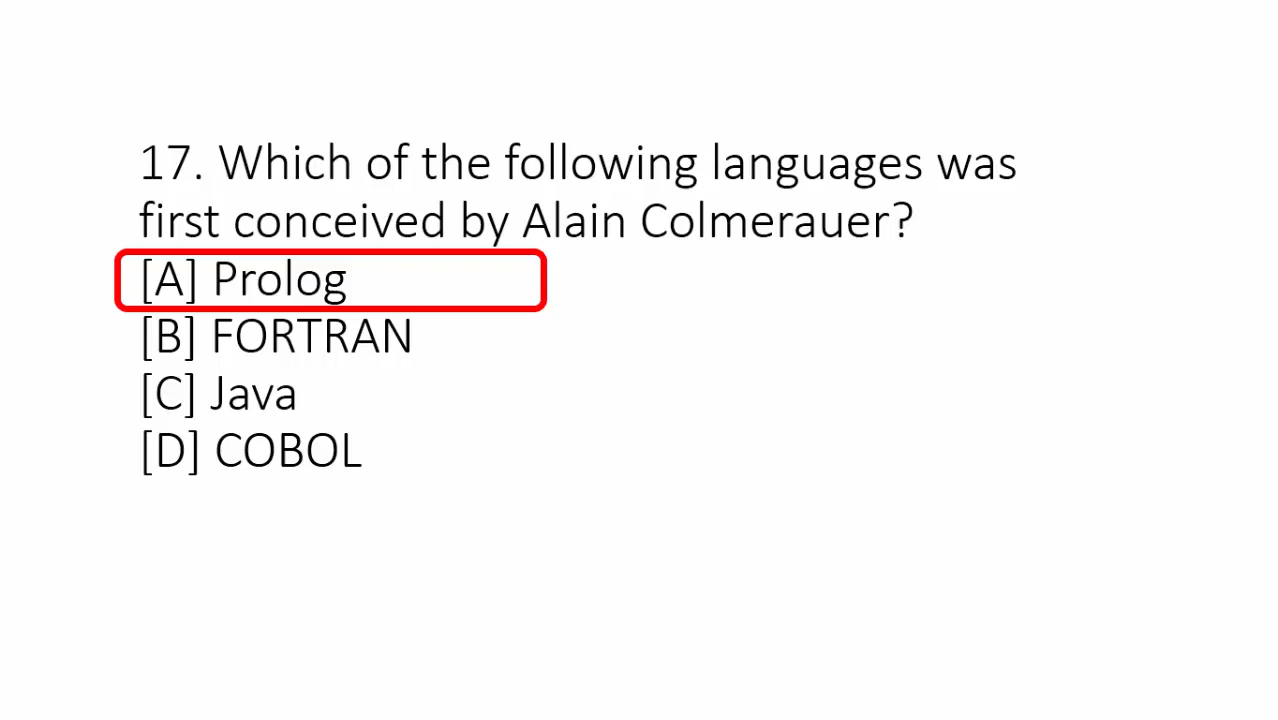 17. Which of the following languages was
first conceived by Alain Colmerauer?
[A] Prolog
[B] FORTRAN
[C] Java
[D] COBOL